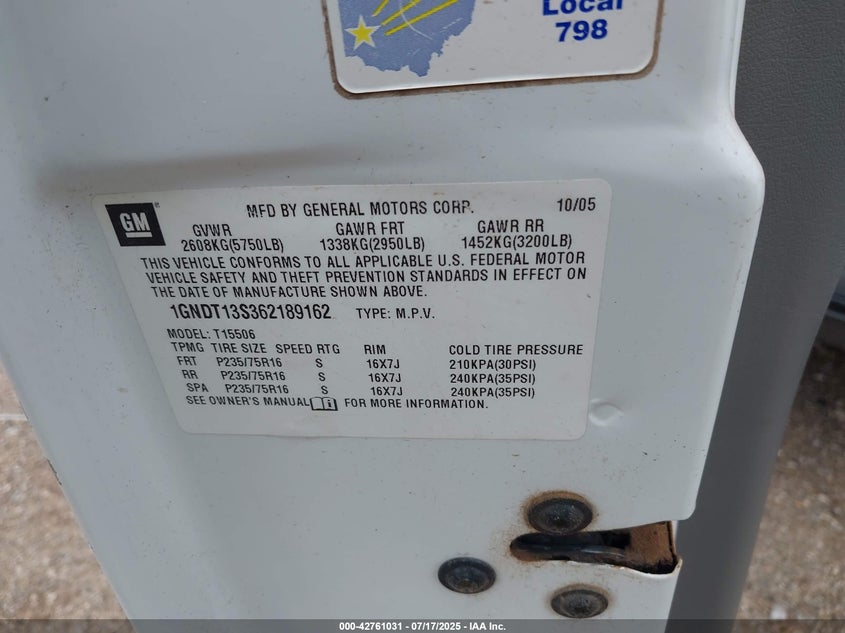 Local
798
GM
MFD BY GENERAL MOTORS CORP. 10/05
GVWR GAWR FRT GAWR RR
2608KG(5750LB) 1338KG(2950LB) 1452KG(3200LB)
THIS VEHICLE CONFORMS TO ALL APPLICABLE U.S. FEDERAL MOTOR
VEHICLE SAFETY AND THEFT PREVENTION STANDARDS IN EFFECT ON
THE DATE OF MANUFACTURE SHOWN ABOVE.
1GNDT13S362189162 TYPE: M.P.V.
MODEL: T15506
TPMG TIRE SIZE SPEED RTG RIM COLD TIRE PRESSURE
FRT P235/75R16 S 16X7J 210KPA(30PSI)
RR P235/75R16 S 16X7J 240KPA(35PSI)
SPA P235/75R16 S 16X7J 240KPA(35PSI)
SEE OWNER'S MANUAL FOR MORE INFORMATION.
000-42761031 - 07/17/2025 - IAA Inc.